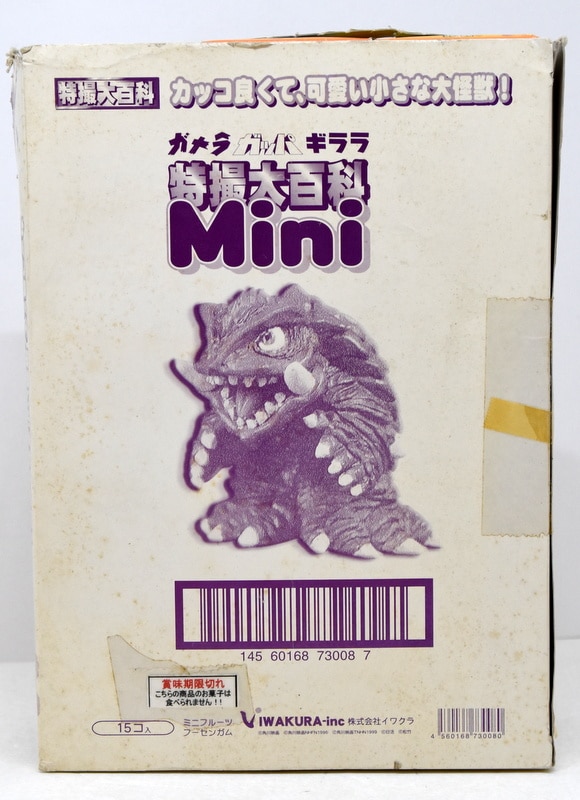 特撮大百科 カッコ良くて、可愛い小さな大怪獣！
ガメラ ガッパ ギララ
特撮大百科
Mini
145 60168 73008 7
賞味期限切れ
こちらの商品のお菓子は
食べられません!!
15コ入
ミニフルーツ
フーセンガム
IWAKURA-inc 株式会社イワクラ
4 560168 730080